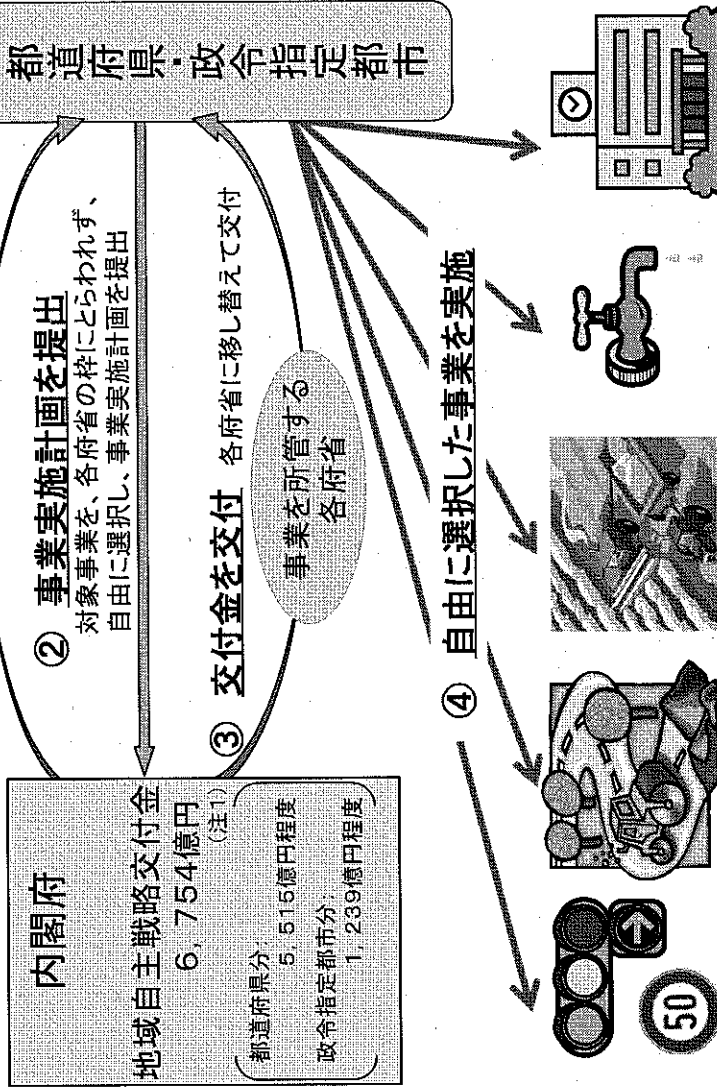 内閣府
地域自主戦略交付金
6,754億円
(注1)
都道府県分:
5,515億円程度
政令指定都市分:
1,239億円程度
② 事業実施計画を提出
対象事業を、各府省の枠にとらわれず、
自由に選択し、事業実施計画を提出
③ 交付金を交付 各府省に移し替えて交付
事業を所管する
各府省
都道府県・政令指定都市
④ 自由に選択した事業を実施
50